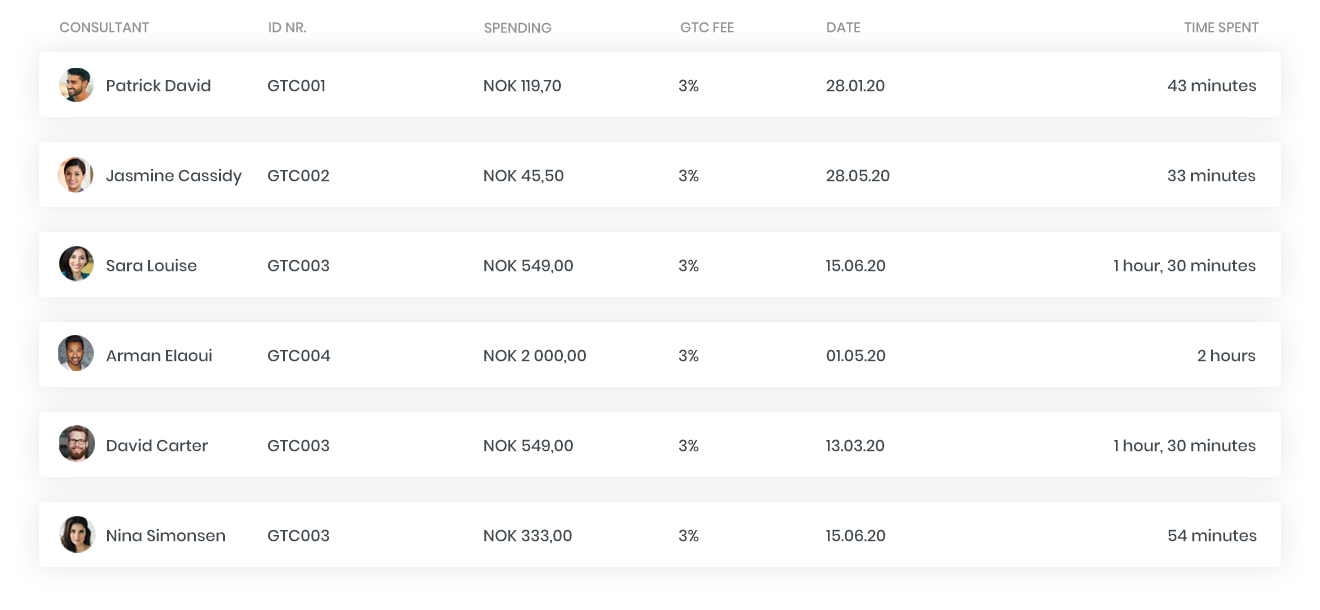 CONSULTANT ID NR. SPENDING GTC FEE DATE TIME SPENT
Patrick David GTC001 NOK 119,70 3% 28.01.20 43 minutes
Jasmine Cassidy GTC002 NOK 45,50 3% 28.05.20 33 minutes
Sara Louise GTC003 NOK 549,00 3% 15.06.20 1 hour, 30 minutes
Arman Elaoui GTC004 NOK 2 000,00 3% 01.05.20 2 hours
David Carter GTC003 NOK 549,00 3% 13.03.20 1 hour, 30 minutes
Nina Simonsen GTC003 NOK 333,00 3% 15.06.20 54 minutes